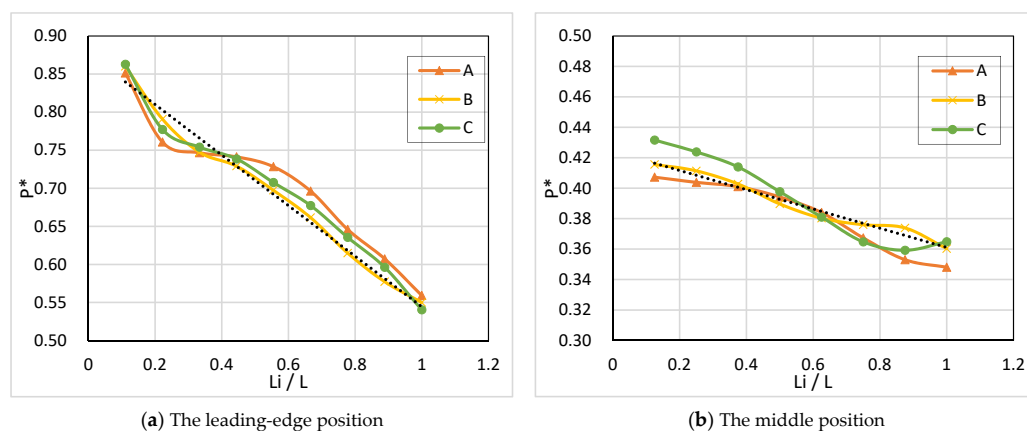 0.90
0.85
0.80
0.75
0.70
0.65
0.60
0.55
0.50
P*
0 0.2 0.4 0.6 0.8 1 1.2
Li / L
A
B
C
(a) The leading-edge position
0.50
0.48
0.46
0.44
0.42
0.40
0.38
0.36
0.34
0.32
0.30
P*
0 0.2 0.4 0.6 0.8 1 1.2
Li / L
A
B
C
(b) The middle position